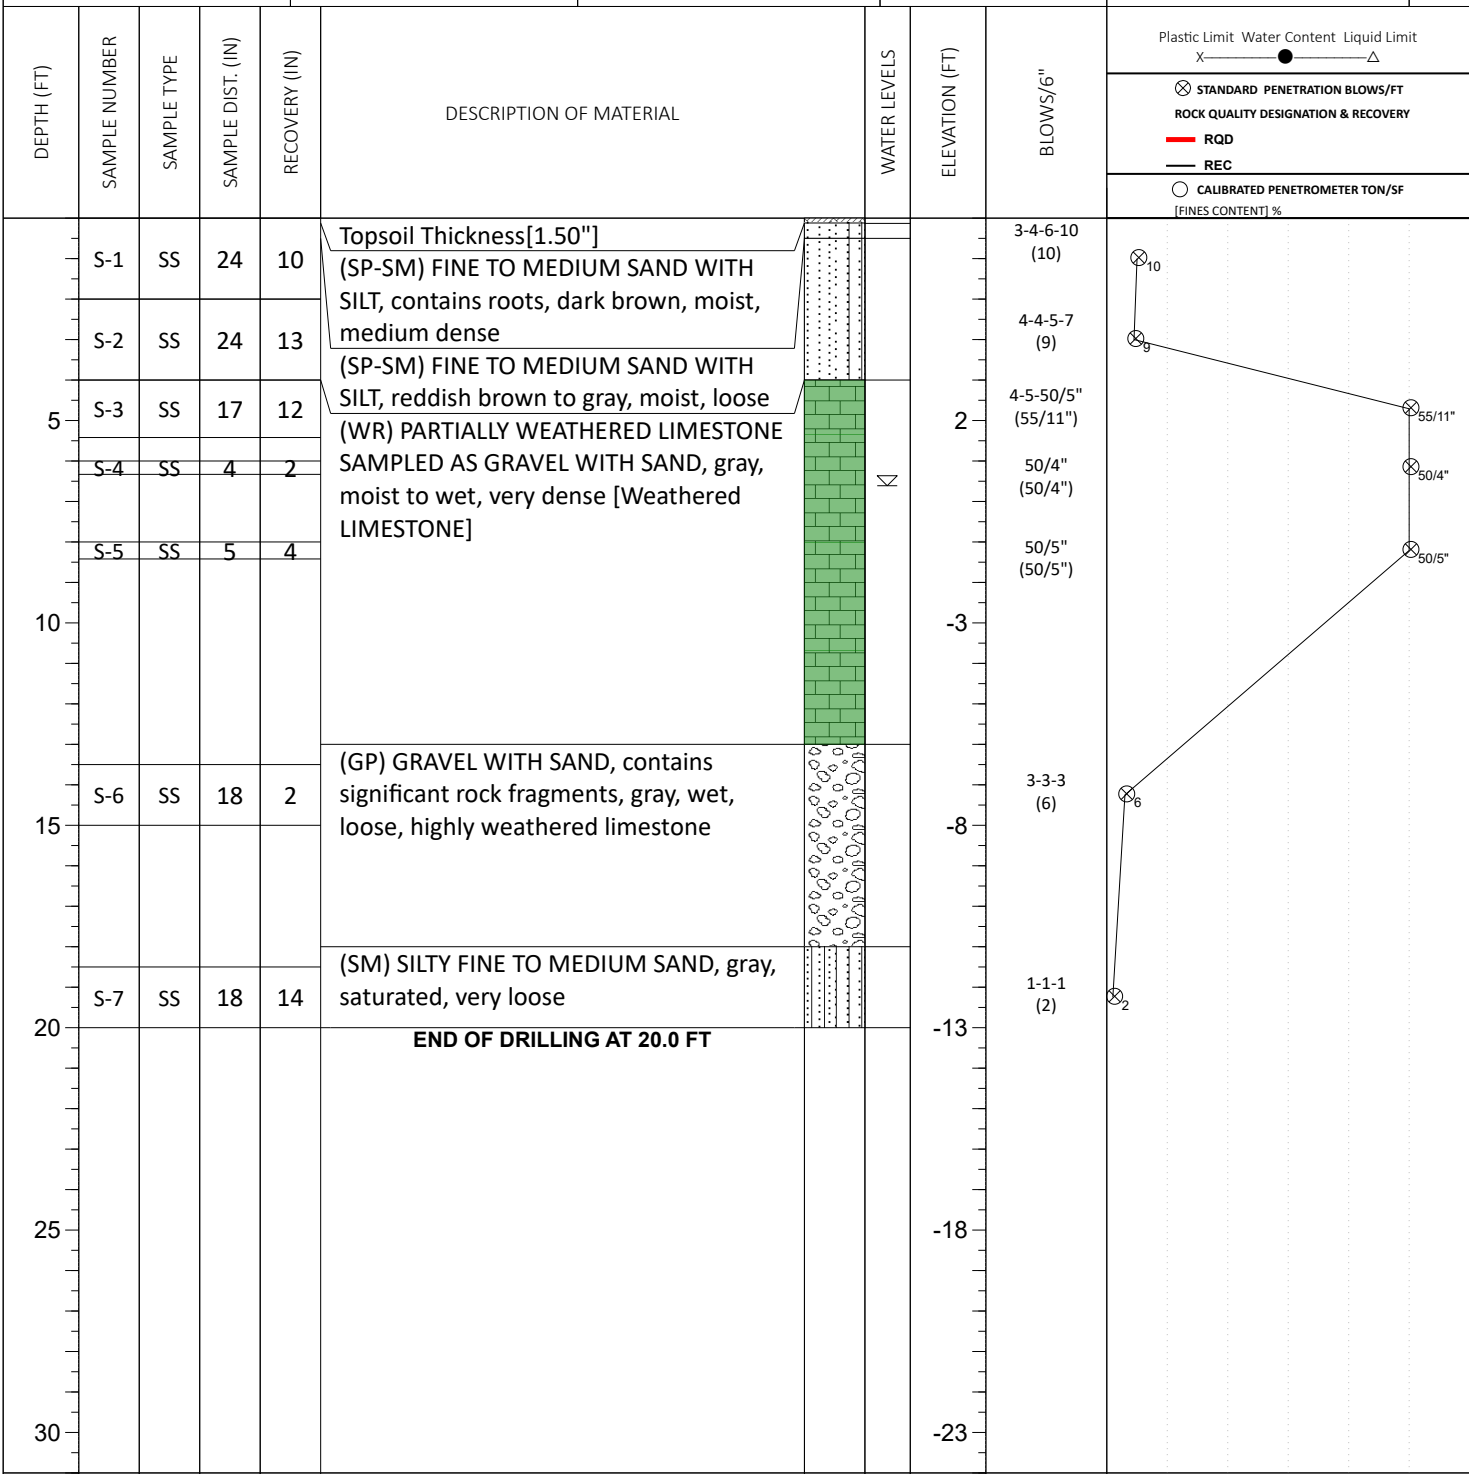 DEPTH (FT)
SAMPLE NUMBER
SAMPLE TYPE
SAMPLE DIST. (IN)
RECOVERY (IN)
DESCRIPTION OF MATERIAL
WATER LEVELS
ELEVATION (FT)
BLOWS/6"
Plastic Limit Water Content Liquid Limit
X
STANDARD PENETRATION BLOWS/FT
ROCK QUALITY DESIGNATION & RECOVERY
RQD
REC
CALIBRATED PENETROMETER TON/SF
[FINES CONTENT] %
S-1 SS 24 10
Topsoil Thickness[1.50"]
(SP-SM) FINE TO MEDIUM SAND WITH
SILT, contains roots, dark brown, moist,
medium dense
3-4-6-10
(10)
10
S-2 SS 24 13
(SP-SM) FINE TO MEDIUM SAND WITH
SILT, reddish brown to gray, moist, loose
4-4-5-7
(9)
9
5
S-3 SS 17 12
(WR) PARTIALLY WEATHERED LIMESTONE
SAMPLED AS GRAVEL WITH SAND, gray,
moist to wet, very dense [Weathered
LIMESTONE]
2
4-5-50/5"
(55/11")
55/11"
S-4 SS 4 2
50/4"
(50/4")
50/4"
S-5 SS 5 4
50/5"
(50/5")
50/5"
10
-3
(GP) GRAVEL WITH SAND, contains
significant rock fragments, gray, wet,
loose, highly weathered limestone
S-6 SS 18 2
3-3-3
(6)
6
15
-8
(SM) SILTY FINE TO MEDIUM SAND, gray,
saturated, very loose
S-7 SS 18 14
1-1-1
(2)
2
20
-13
END OF DRILLING AT 20.0 FT
25
-18
30
-23